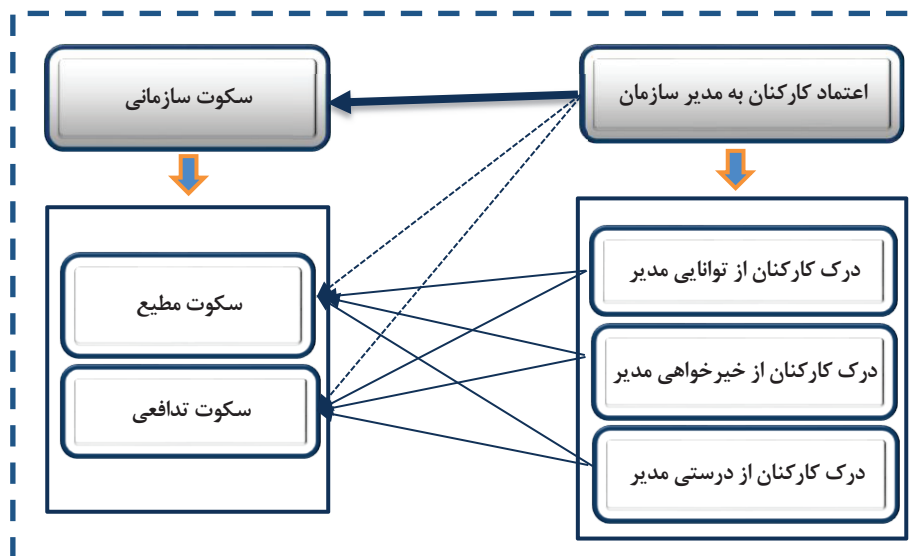 اعتماد کارکنان به مدیر سازمان
سکوت سازمانی
درک کارکنان از توانایی مدیر
درک کارکنان از خیرخواهی مدیر
درک کارکنان از درستی مدیر
سکوت مطیع
سکوت تدافعی